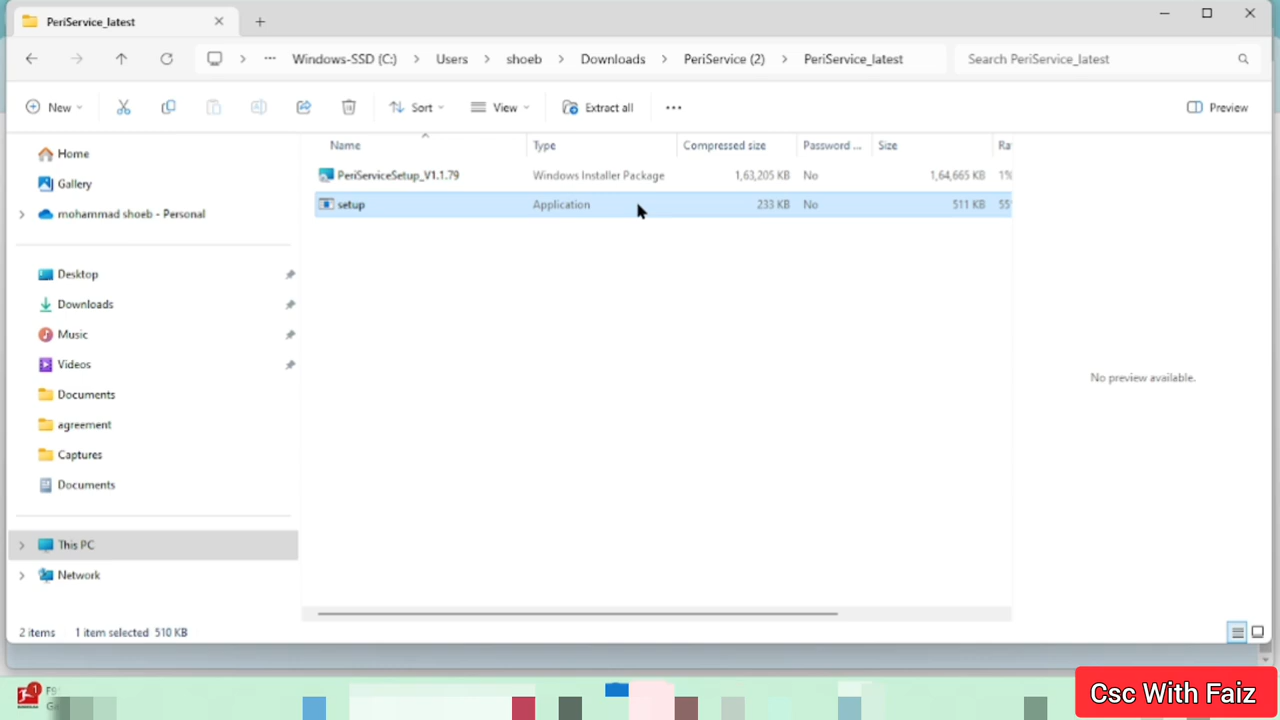 PeriService_latest
Windows-SSD (C:) Users shoeb Downloads PeriService (2) PeriService_latest Search PeriService_latest
New Sort View Extract all Preview
Name Type Compressed size Password ... Size Ra
PeriServiceSetup_V1.1.79 Windows Installer Package 1,63,205 KB No 1,64,665 KB 1%
setup Application 233 KB No 511 KB 55
Home
Gallery
mohammad shoeb - Personal
Desktop
Downloads
Music
Videos
Documents
agreement
Captures
Documents
This PC
Network
No preview available.
2 items 1 item selected 510 KB
1
Csc With Faiz